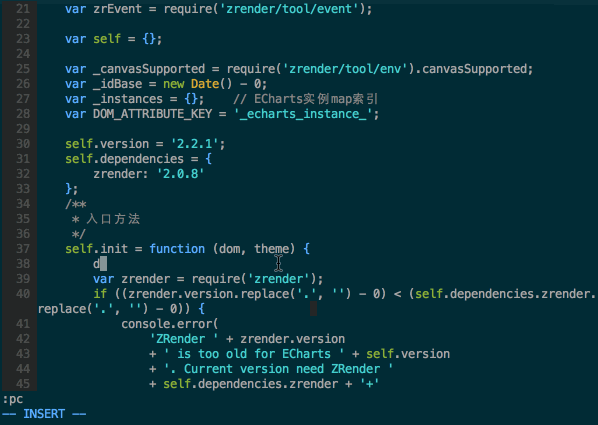 21 var zrEvent = require('zrender/tool/event');
22
23 var self = {};
24
25 var _canvasSupported = require('zrender/tool/env').canvasSupported;
26 var _idBase = new Date() - 0;
27 var _instances = {};    // ECharts实例map索引
28 var DOM_ATTRIBUTE_KEY = '_echarts_instance_';
29
30 self.version = '2.2.1';
31 self.dependencies = {
32     zrender: '2.0.8'
33 };
34 /**
35  * 入口方法
36  */
37 self.init = function (dom, theme) {
38     d
39     var zrender = require('zrender');
40     if ((zrender.version.replace('.', '') - 0) < (self.dependencies.zrender.
replace('.', '') - 0)) {
41         console.error(
42             'ZRender ' + zrender.version
43             + ' is too old for ECharts ' + self.version
44             + '. Current version need ZRender '
45             + self.dependencies.zrender + '+'
:pc
-- INSERT --